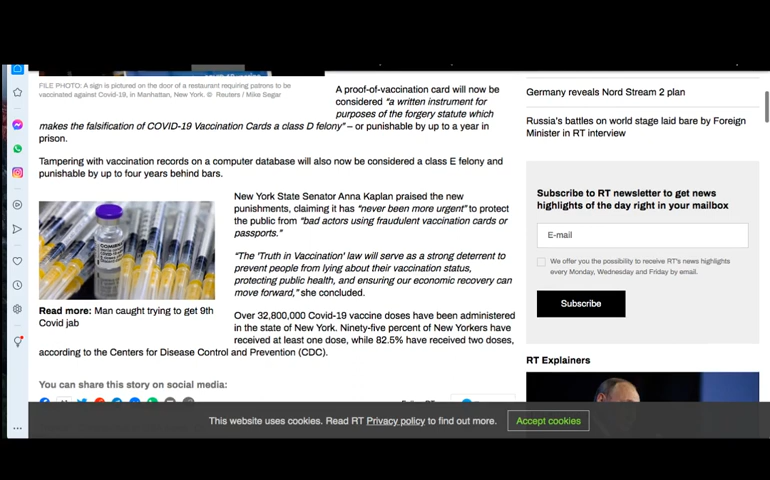 FILE PHOTO: A sign is pictured on the door of a restaurant requiring patrons to be
vaccinated against Covid-19, in Manhattan, New York. © Reuters / Mike Segar
A proof-of-vaccination card will now be
considered "a written instrument for
purposes of the forgery statute which
makes the falsification of COVID-19 Vaccination Cards a class D felony" – or punishable by up to a year in
prison.
Tampering with vaccination records on a computer database will also now be considered a class E felony and
punishable by up to four years behind bars.
New York State Senator Anna Kaplan praised the new
punishments, claiming it has "never been more urgent" to protect
the public from "bad actors using fraudulent vaccination cards or
passports."
"The 'Truth in Vaccination' law will serve as a strong deterrent to
prevent people from lying about their vaccination status,
protecting public health, and ensuring our economic recovery can
move forward," she concluded.
Read more: Man caught trying to get 9th
Covid jab
Over 32,800,000 Covid-19 vaccine doses have been administered
in the state of New York. Ninety-five percent of New Yorkers have
received at least one dose, while 82.5% have received two doses,
according to the Centers for Disease Control and Prevention (CDC).
You can share this story on social media:
Germany reveals Nord Stream 2 plan
Russia's battles on world stage laid bare by Foreign
Minister in RT interview
Subscribe to RT newsletter to get news
highlights of the day right in your mailbox
E-mail
We offer you the possibility to receive RT's news highlights
every Monday, Wednesday and Friday by email.
Subscribe
RT Explainers
This website uses cookies. Read RT Privacy policy to find out more.
Accept cookies